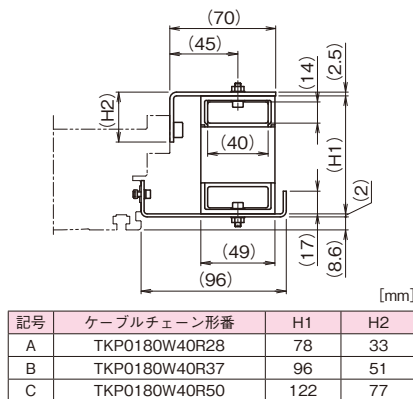 (70)
(45)
(14)
(2.5)
(H2)
(H1)
(40)
(2)
(49)
(17)
(8.6)
(96)
[mm]
記号 ケーブルチェーン形番 H1 H2
A TKP0180W40R28 78 33
B TKP0180W40R37 96 51
C TKP0180W40R50 122 77